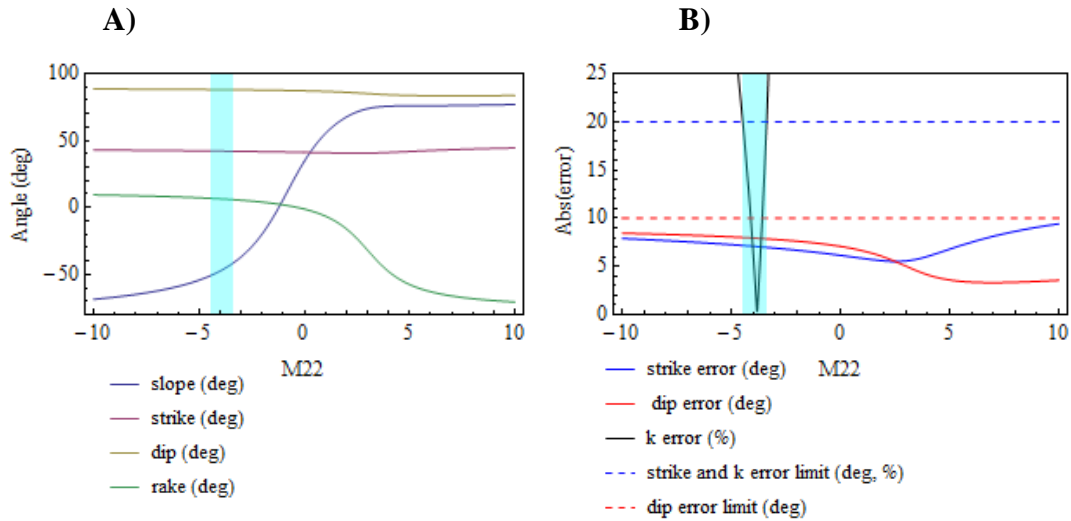 A)
B)
100
50
0
−50
Angle (deg)
−10 −5 0 5 10
M22
slope (deg)
strike (deg)
dip (deg)
rake (deg)
25
20
15
10
5
0
Abs(error)
−10 −5 0 5 10
M22
strike error (deg)
dip error (deg)
k error (%)
strike and k error limit (deg, %)
dip error limit (deg)